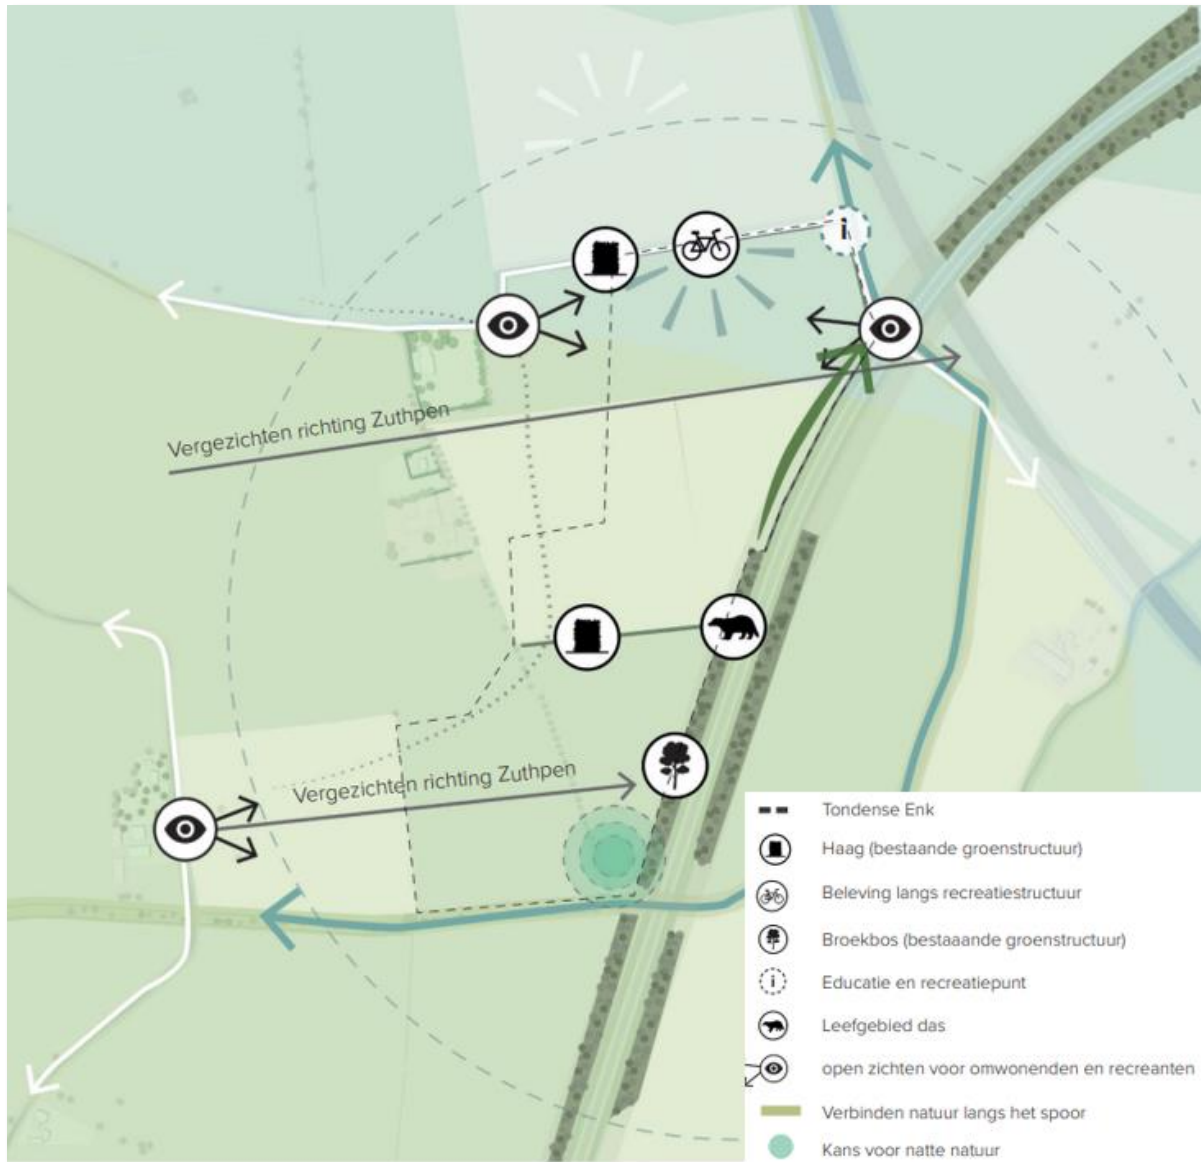 i
Vergezichten richting Zuthpen
Vergezichten richting Zuthpen
Tondense Enk
Haag (bestaande groenstructuur)
Beleving langs recreatiestructuur
Broekbos (bestaaande groenstructuur)
i
Educatie en recreatiepunt
Leefgebied das
open zichten voor omwonenden en recreanten
Verbinden natuur langs het spoor
Kans voor natte natuur